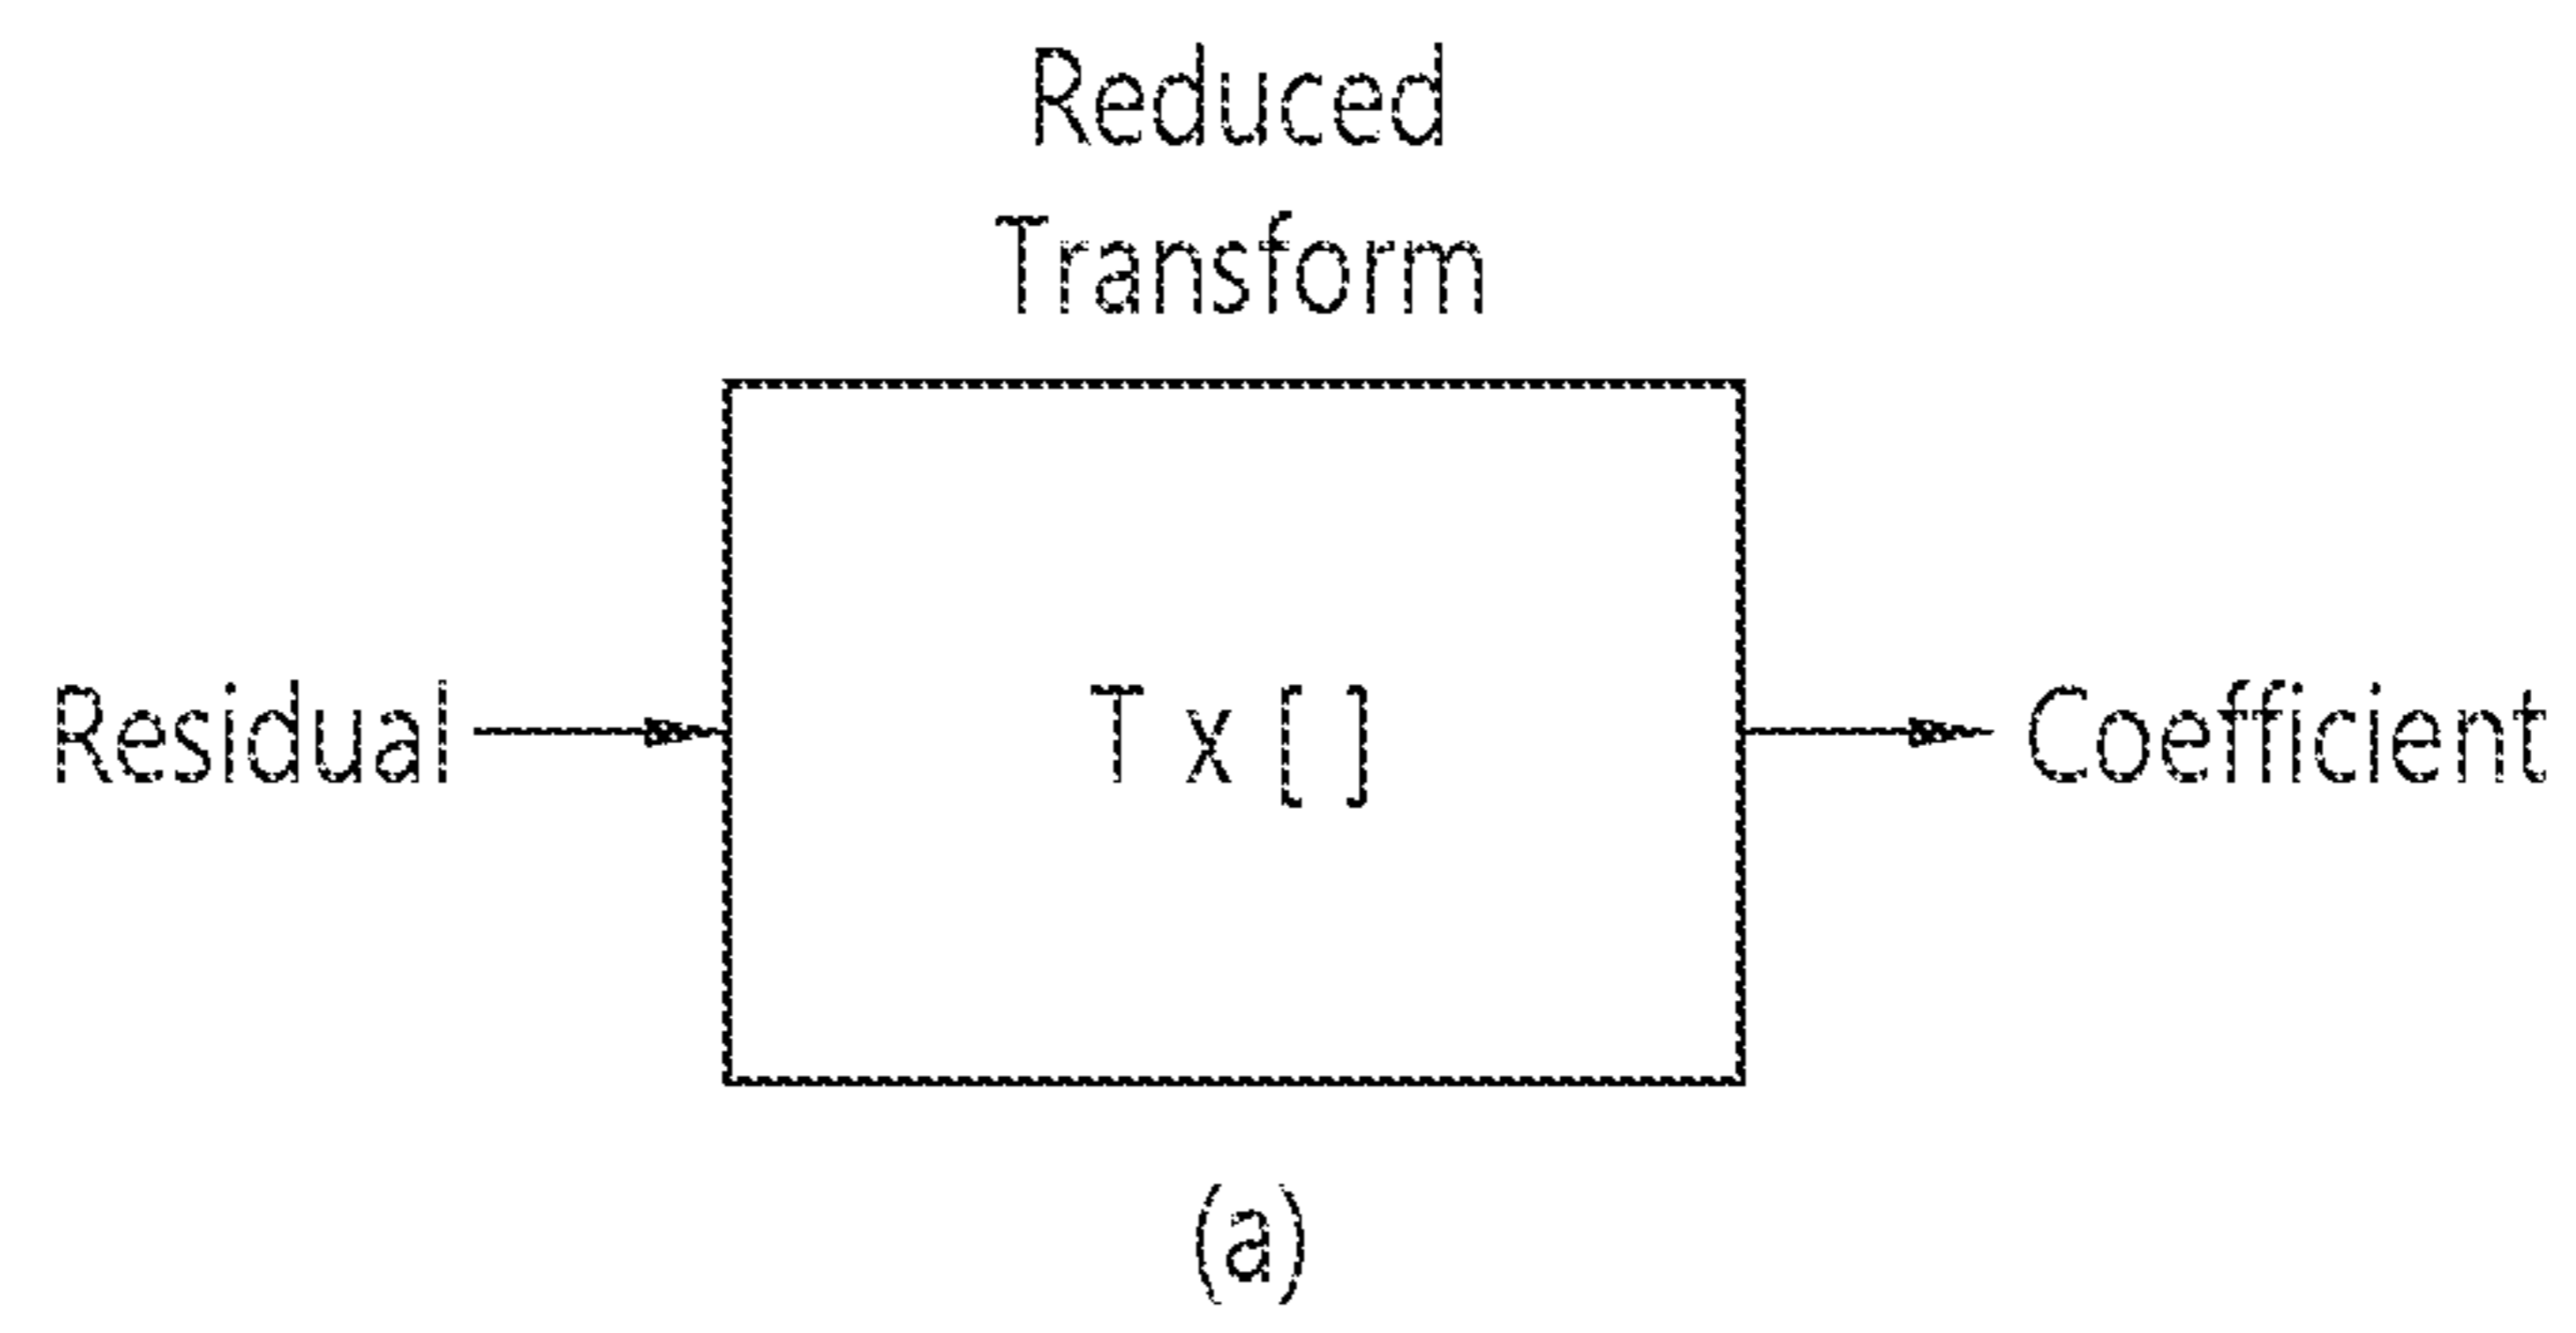 Reduced
Transform
Residual
T x [ ]
Coefficient
(a)